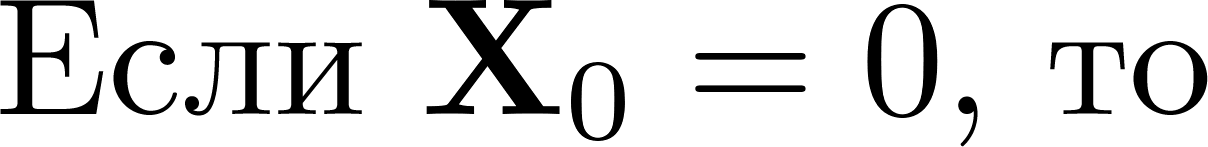 Если X₀ = 0, то